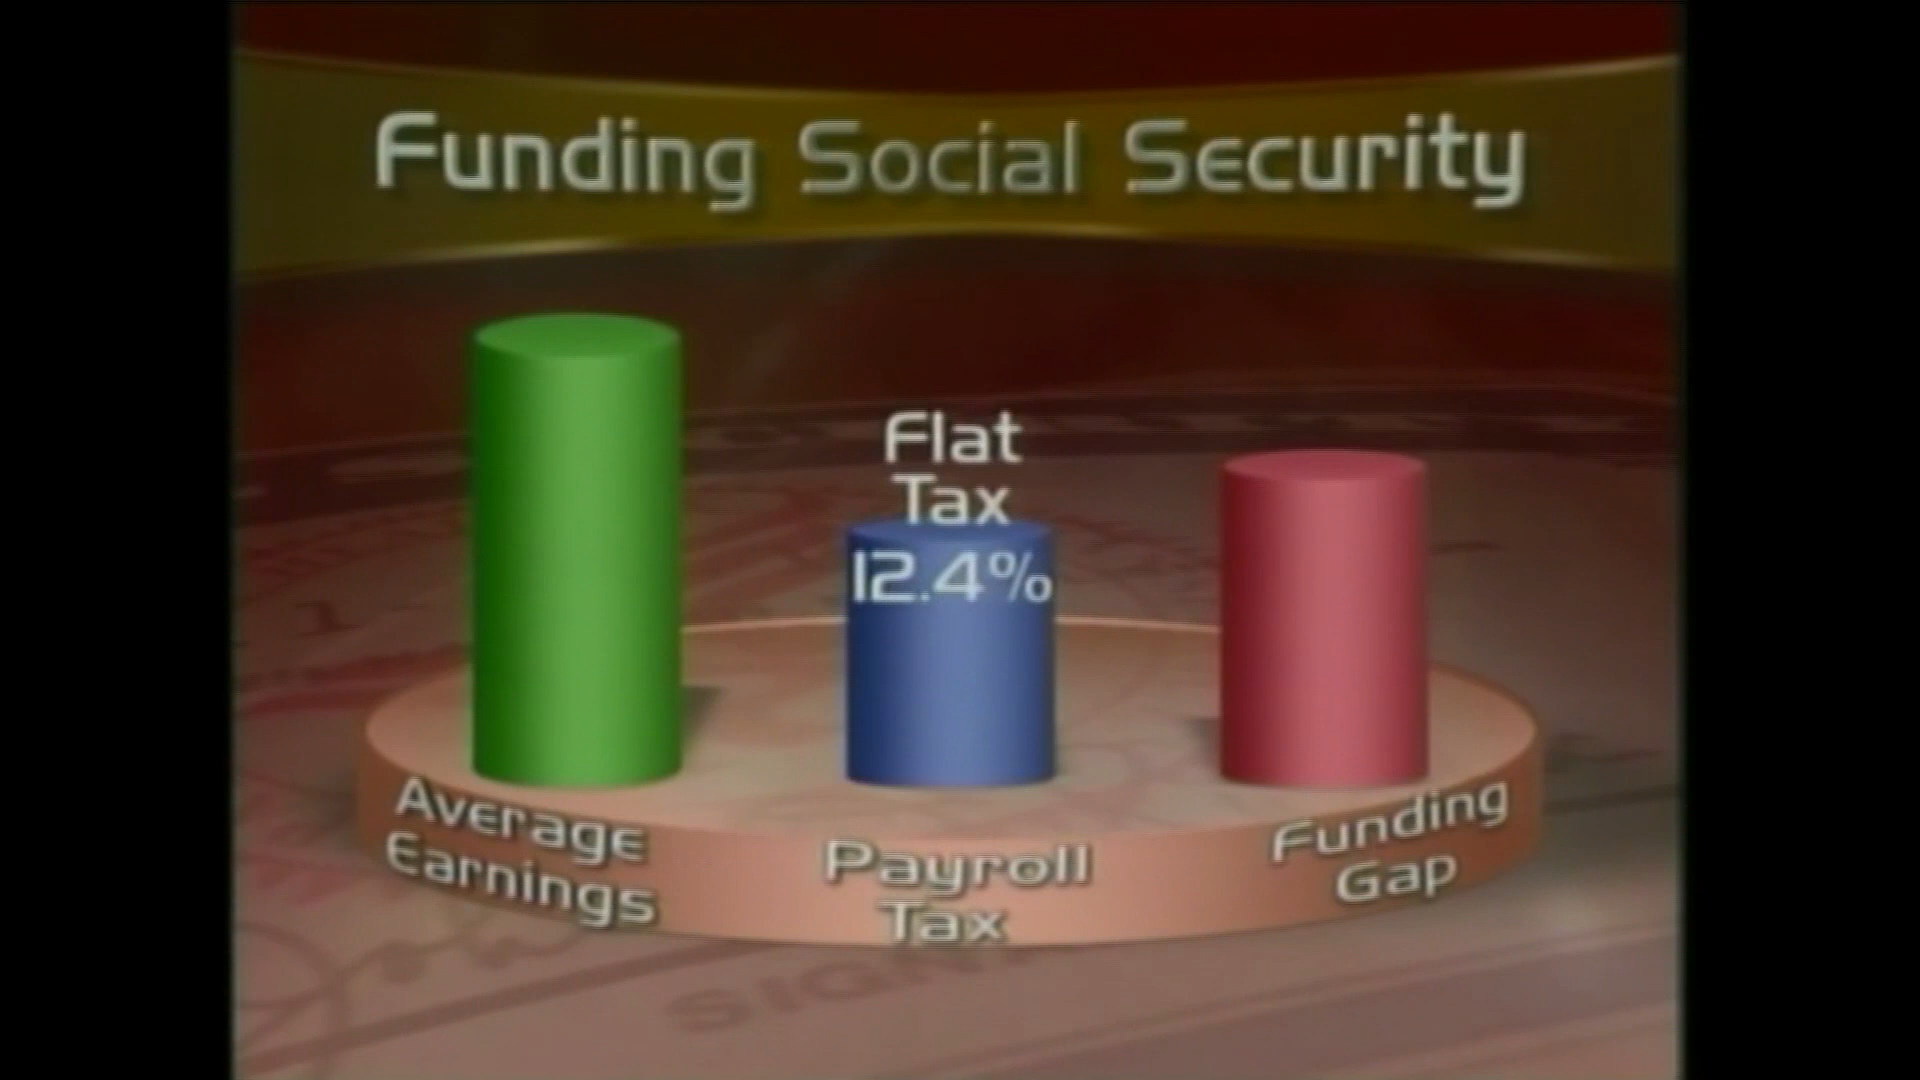 Funding Social Security
Flat
Tax
12.4%
Average
Earnings
Payroll
Tax
Funding
Gap